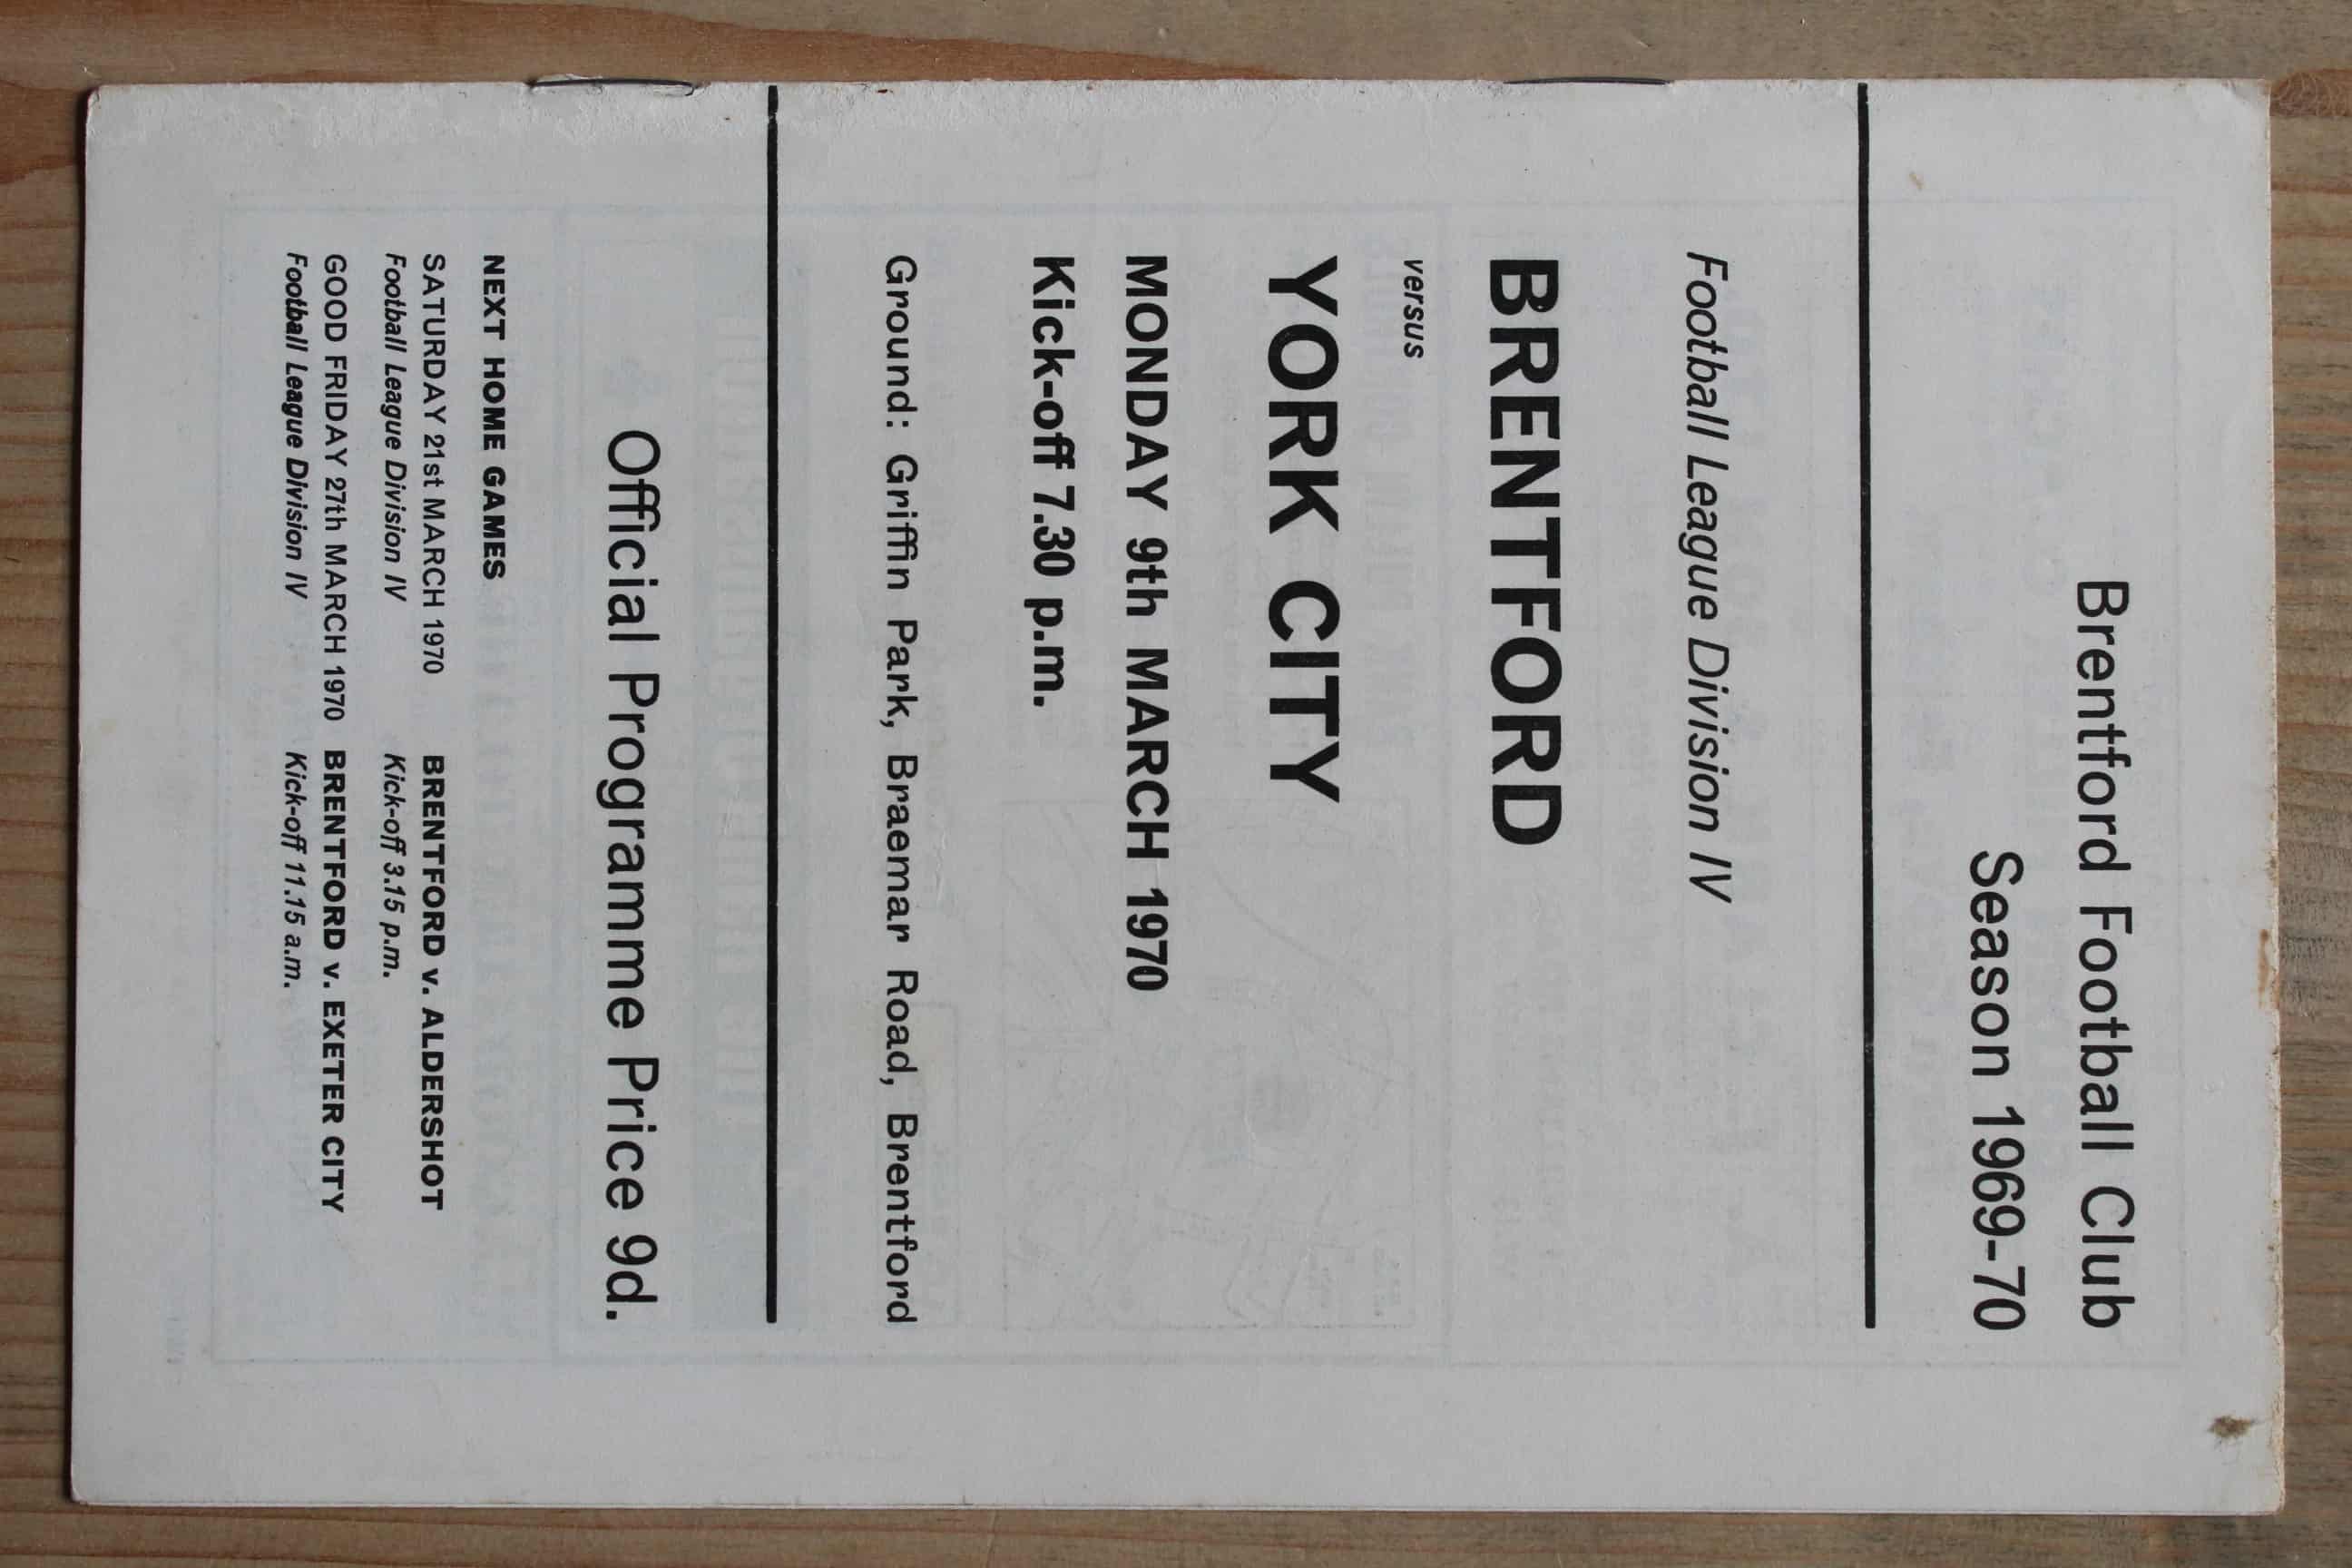 Brentford Football Club
Season 1969-70
Football League Division IV
BRENTFORD
versus
YORK CITY
MONDAY 9th MARCH 1970
Kick-off 7.30 p.m.
Ground: Griffin Park, Braemar Road, Brentford
Official Programme Price 9d.
NEXT HOME GAMES
SATURDAY 21st MARCH 1970 BRENTFORD v. ALDERSHOT
Football League Division IV Kick-off 3.15 p.m.
GOOD FRIDAY 27th MARCH 1970 BRENTFORD v. EXETER CITY
Football League Division IV Kick-off 11.15 a.m.